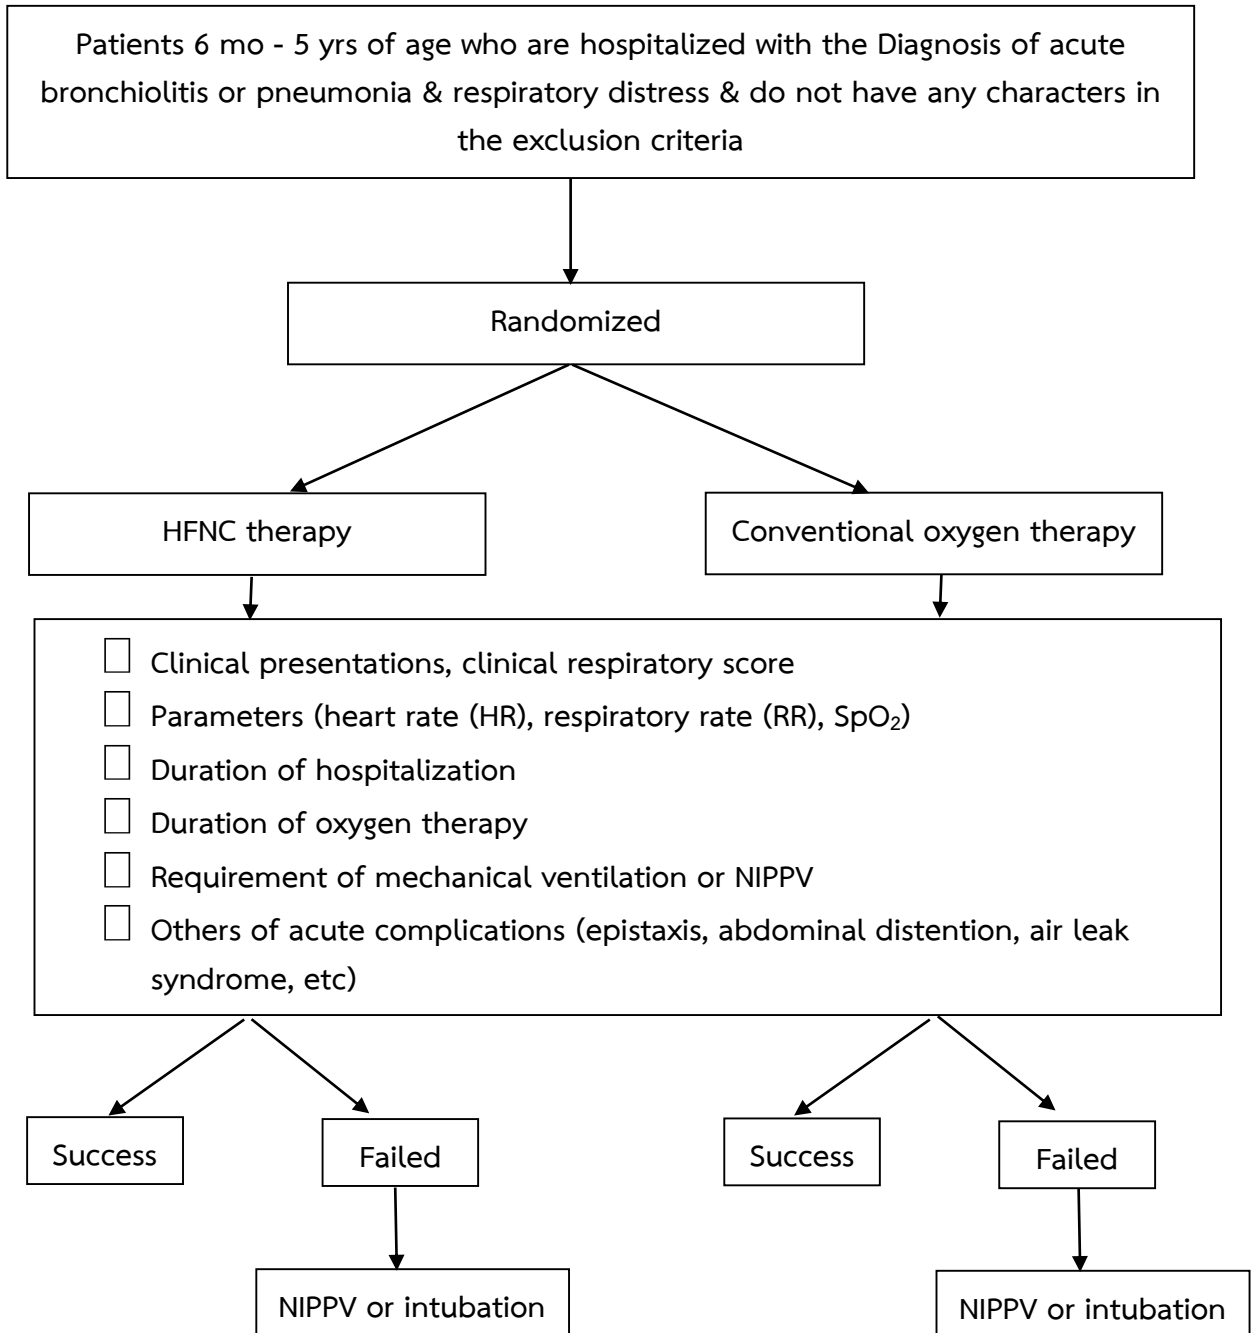 Patients 6 mo - 5 yrs of age who are hospitalized with the Diagnosis of acute
bronchiolitis or pneumonia & respiratory distress & do not have any characters in
the exclusion criteria
Randomized
HFNC therapy
Conventional oxygen therapy
Clinical presentations, clinical respiratory score
Parameters (heart rate (HR), respiratory rate (RR), SpO₂)
Duration of hospitalization
Duration of oxygen therapy
Requirement of mechanical ventilation or NIPPV
Others of acute complications (epistaxis, abdominal distention, air leak
syndrome, etc)
Success
Failed
Success
Failed
NIPPV or intubation
NIPPV or intubation